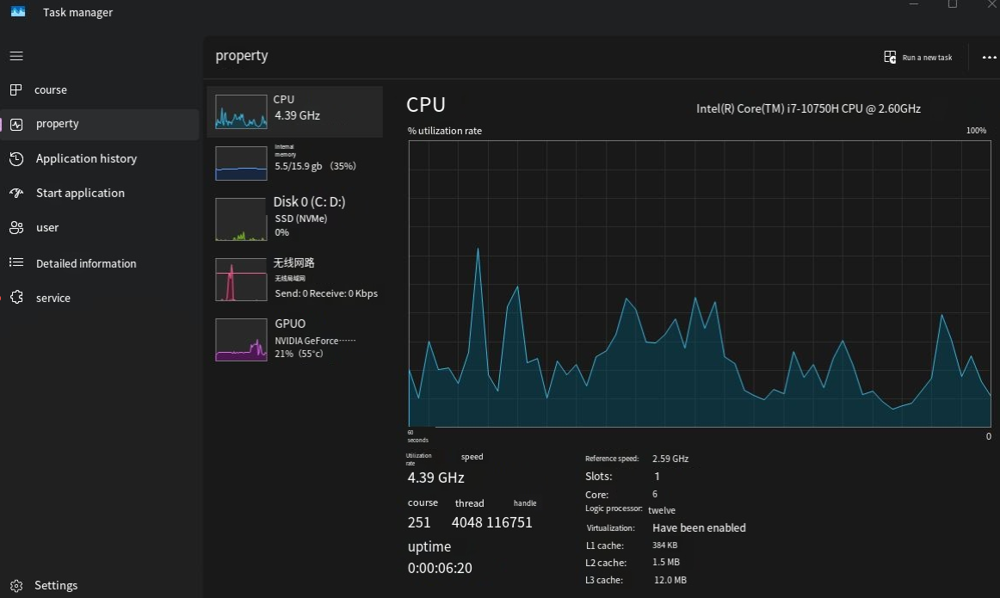 Task manager
property
Run a new task
course
property
Application history
Start application
user
Detailed information
service
Settings
CPU
4.39 GHz
Internal
memory
5.5/15.9 gb （35%）
Disk 0 (C: D:)
SSD (NVMe)
0%
无线网路
无线局域网
Send: 0 Receive: 0 Kbps
GPUO
NVIDIA GeForce……
21%（55°c）
CPU
Intel(R) Core(TM) i7-10750H CPU @ 2.60GHz
% utilization rate
100%
60
seconds
0
Utilization
rate
speed
4.39 GHz
course
thread
handle
251
4048 116751
uptime
0:00:06:20
Reference speed: 2.59 GHz
Slots: 1
Core: 6
Logic processor: twelve
Virtualization: Have been enabled
L1 cache: 384 KB
L2 cache: 1.5 MB
L3 cache: 12.0 MB